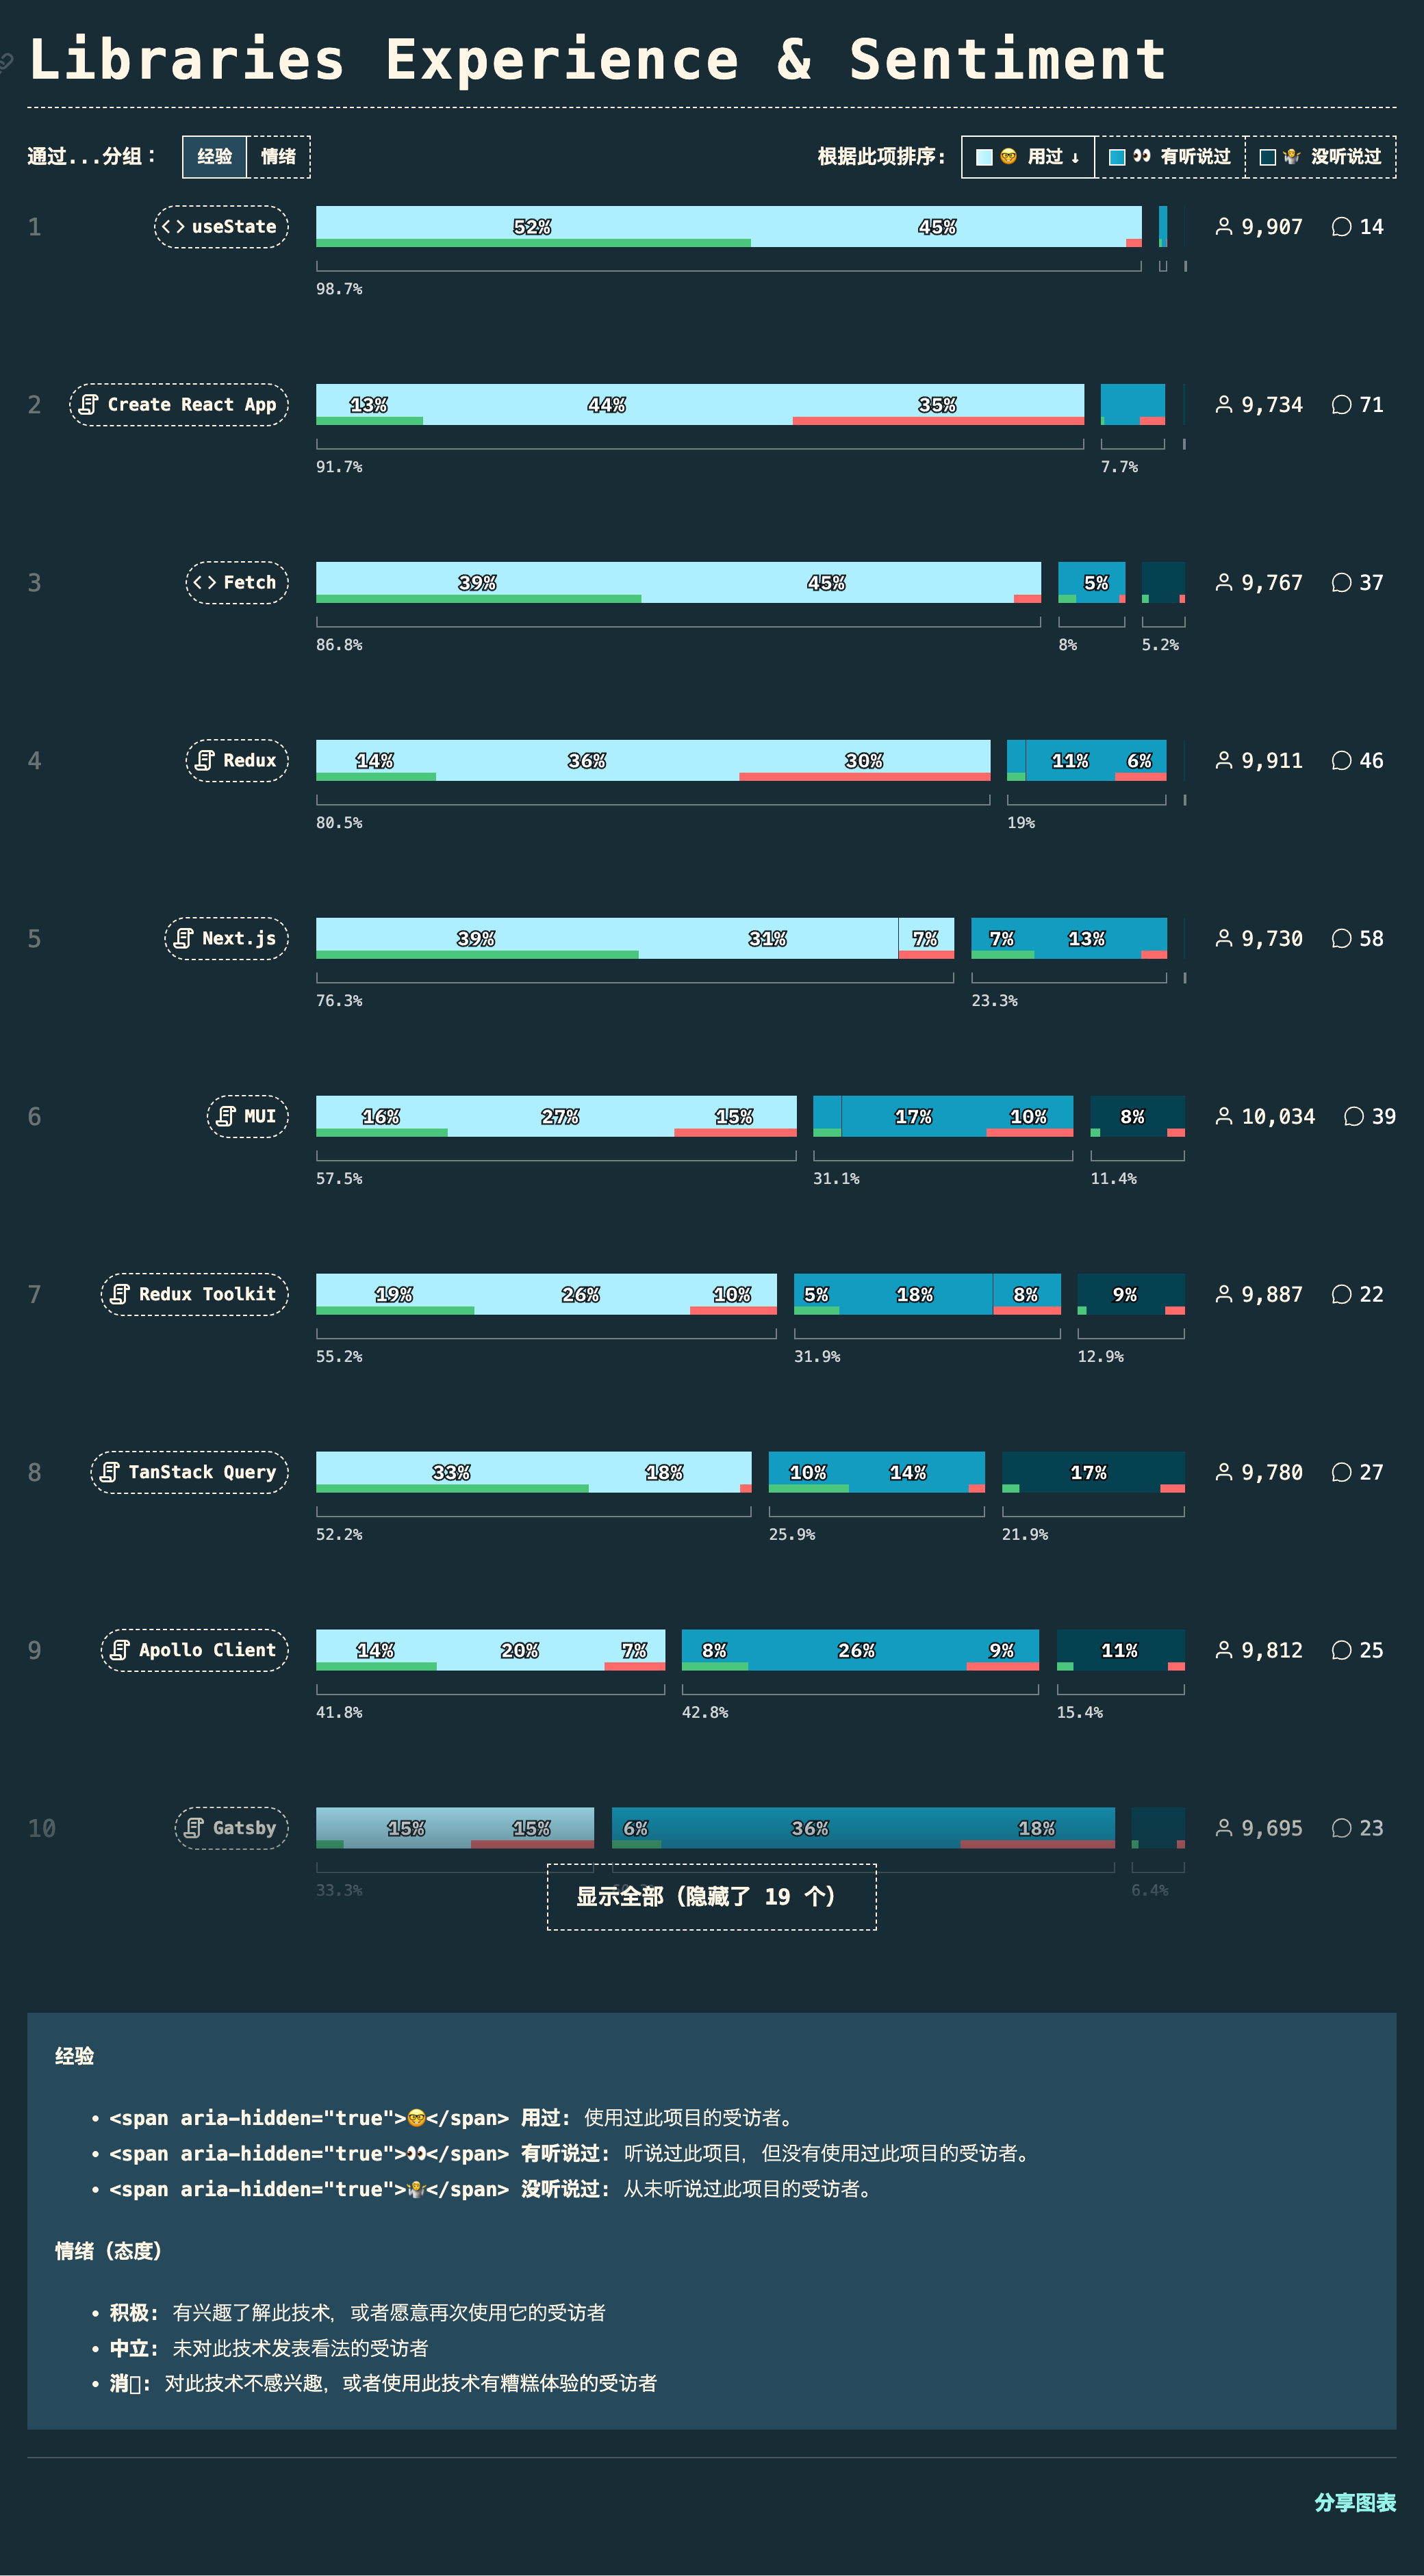 Libraries Experience & Sentiment
通过...分组： 经验 情绪 根据此项排序: 🤓 用过 ↓ 👀 有听说过 🤷 没听说过
1 useState 52% 45% 9,907 14
98.7%
2 Create React App 13% 44% 35% 9,734 71
91.7% 7.7%
3 Fetch 39% 45% 5% 9,767 37
86.8% 8% 5.2%
4 Redux 14% 36% 30% 11% 6% 9,911 46
80.5% 19%
5 Next.js 39% 31% 7% 7% 13% 9,730 58
76.3% 23.3%
6 MUI 16% 27% 15% 17% 10% 8% 10,034 39
57.5% 31.1% 11.4%
7 Redux Toolkit 19% 26% 10% 5% 18% 8% 9% 9,887 22
55.2% 31.9% 12.9%
8 TanStack Query 33% 18% 10% 14% 17% 9,780 27
52.2% 25.9% 21.9%
9 Apollo Client 14% 20% 7% 8% 26% 9% 11% 9,812 25
41.8% 42.8% 15.4%
10 Gatsby 15% 15% 6% 36% 18% 9,695 23
33.3% 6.4%
显示全部（隐藏了 19 个）
经验
• <span aria-hidden="true">🤓</span> 用过: 使用过此项目的受访者。
• <span aria-hidden="true">👀</span> 有听说过: 听说过此项目，但没有使用过此项目的受访者。
• <span aria-hidden="true">🤷</span> 没听说过: 从未听说过此项目的受访者。
情绪（态度）
• 积极: 有兴趣了解此技术，或者愿意再次使用它的受访者
• 中立: 未对此技术发表看法的受访者
• 消: 对此技术不感兴趣，或者使用此技术有糟糕体验的受访者
分享图表